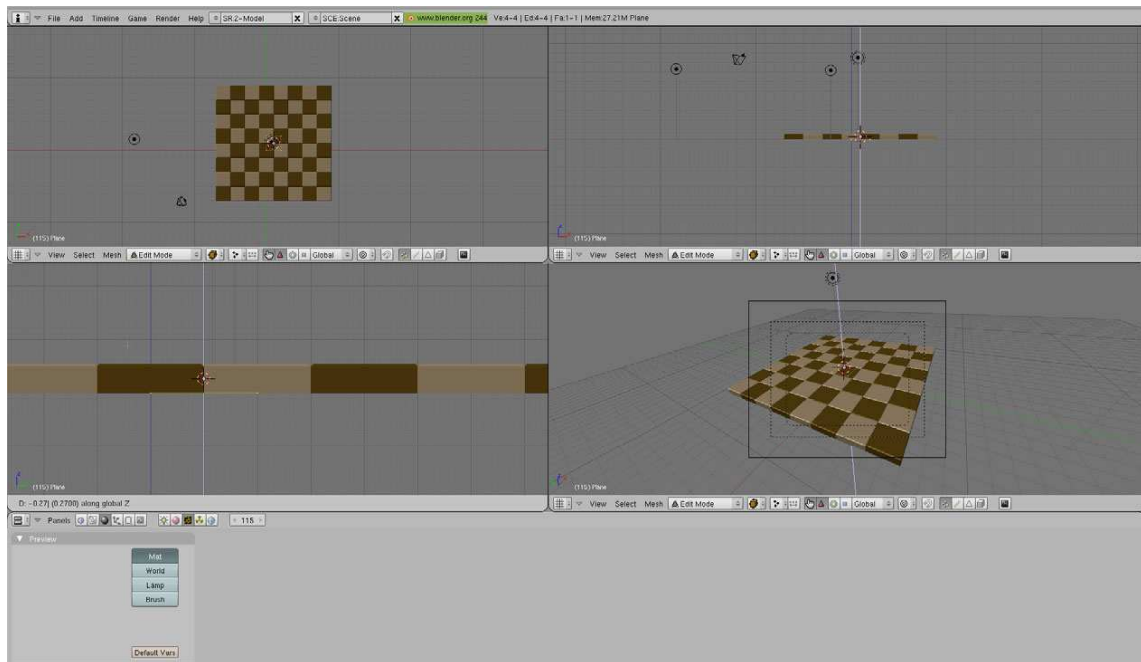 File Add Timeline Game Render Help SR:2-Model X SCE:Scene X www.blender.org 244 Ve:4-4 | Ed:4-4 | Fa:1-1 | Mem:27.21M Plane
(115) Plane
(115) Plane
View Select Mesh Edit Mode Global
View Select Mesh Edit Mode Global
(115) Plane
(115) Plane
D: -0.27| (0.2700) along global Z
View Select Mesh Edit Mode Global
Panels 115
Preview
Mat
World
Lamp
Brush
Default Vars